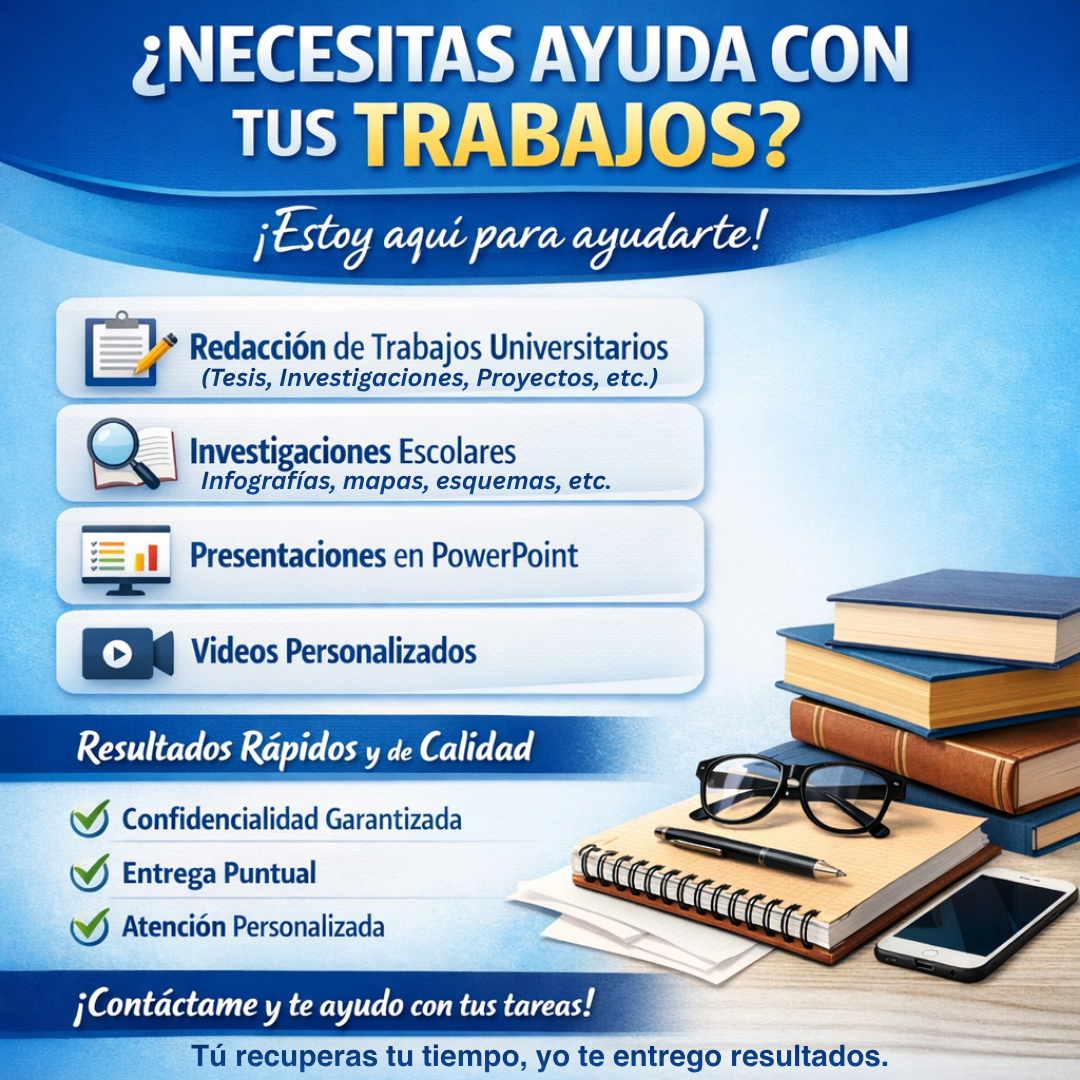 ¿NECESITAS AYUDA CON
TUS TRABAJOS?
¡Estoy aquí para ayudarte!
Redacción de Trabajos Universitarios
(Tesis, Investigaciones, Proyectos, etc.)
Investigaciones Escolares
Infografías, mapas, esquemas, etc.
Presentaciones en PowerPoint
Videos Personalizados
Resultados Rápidos y de Calidad
Confidencialidad Garantizada
Entrega Puntual
Atención Personalizada
¡Contáctame y te ayudo con tus tareas!
Tú recuperas tu tiempo, yo te entrego resultados.